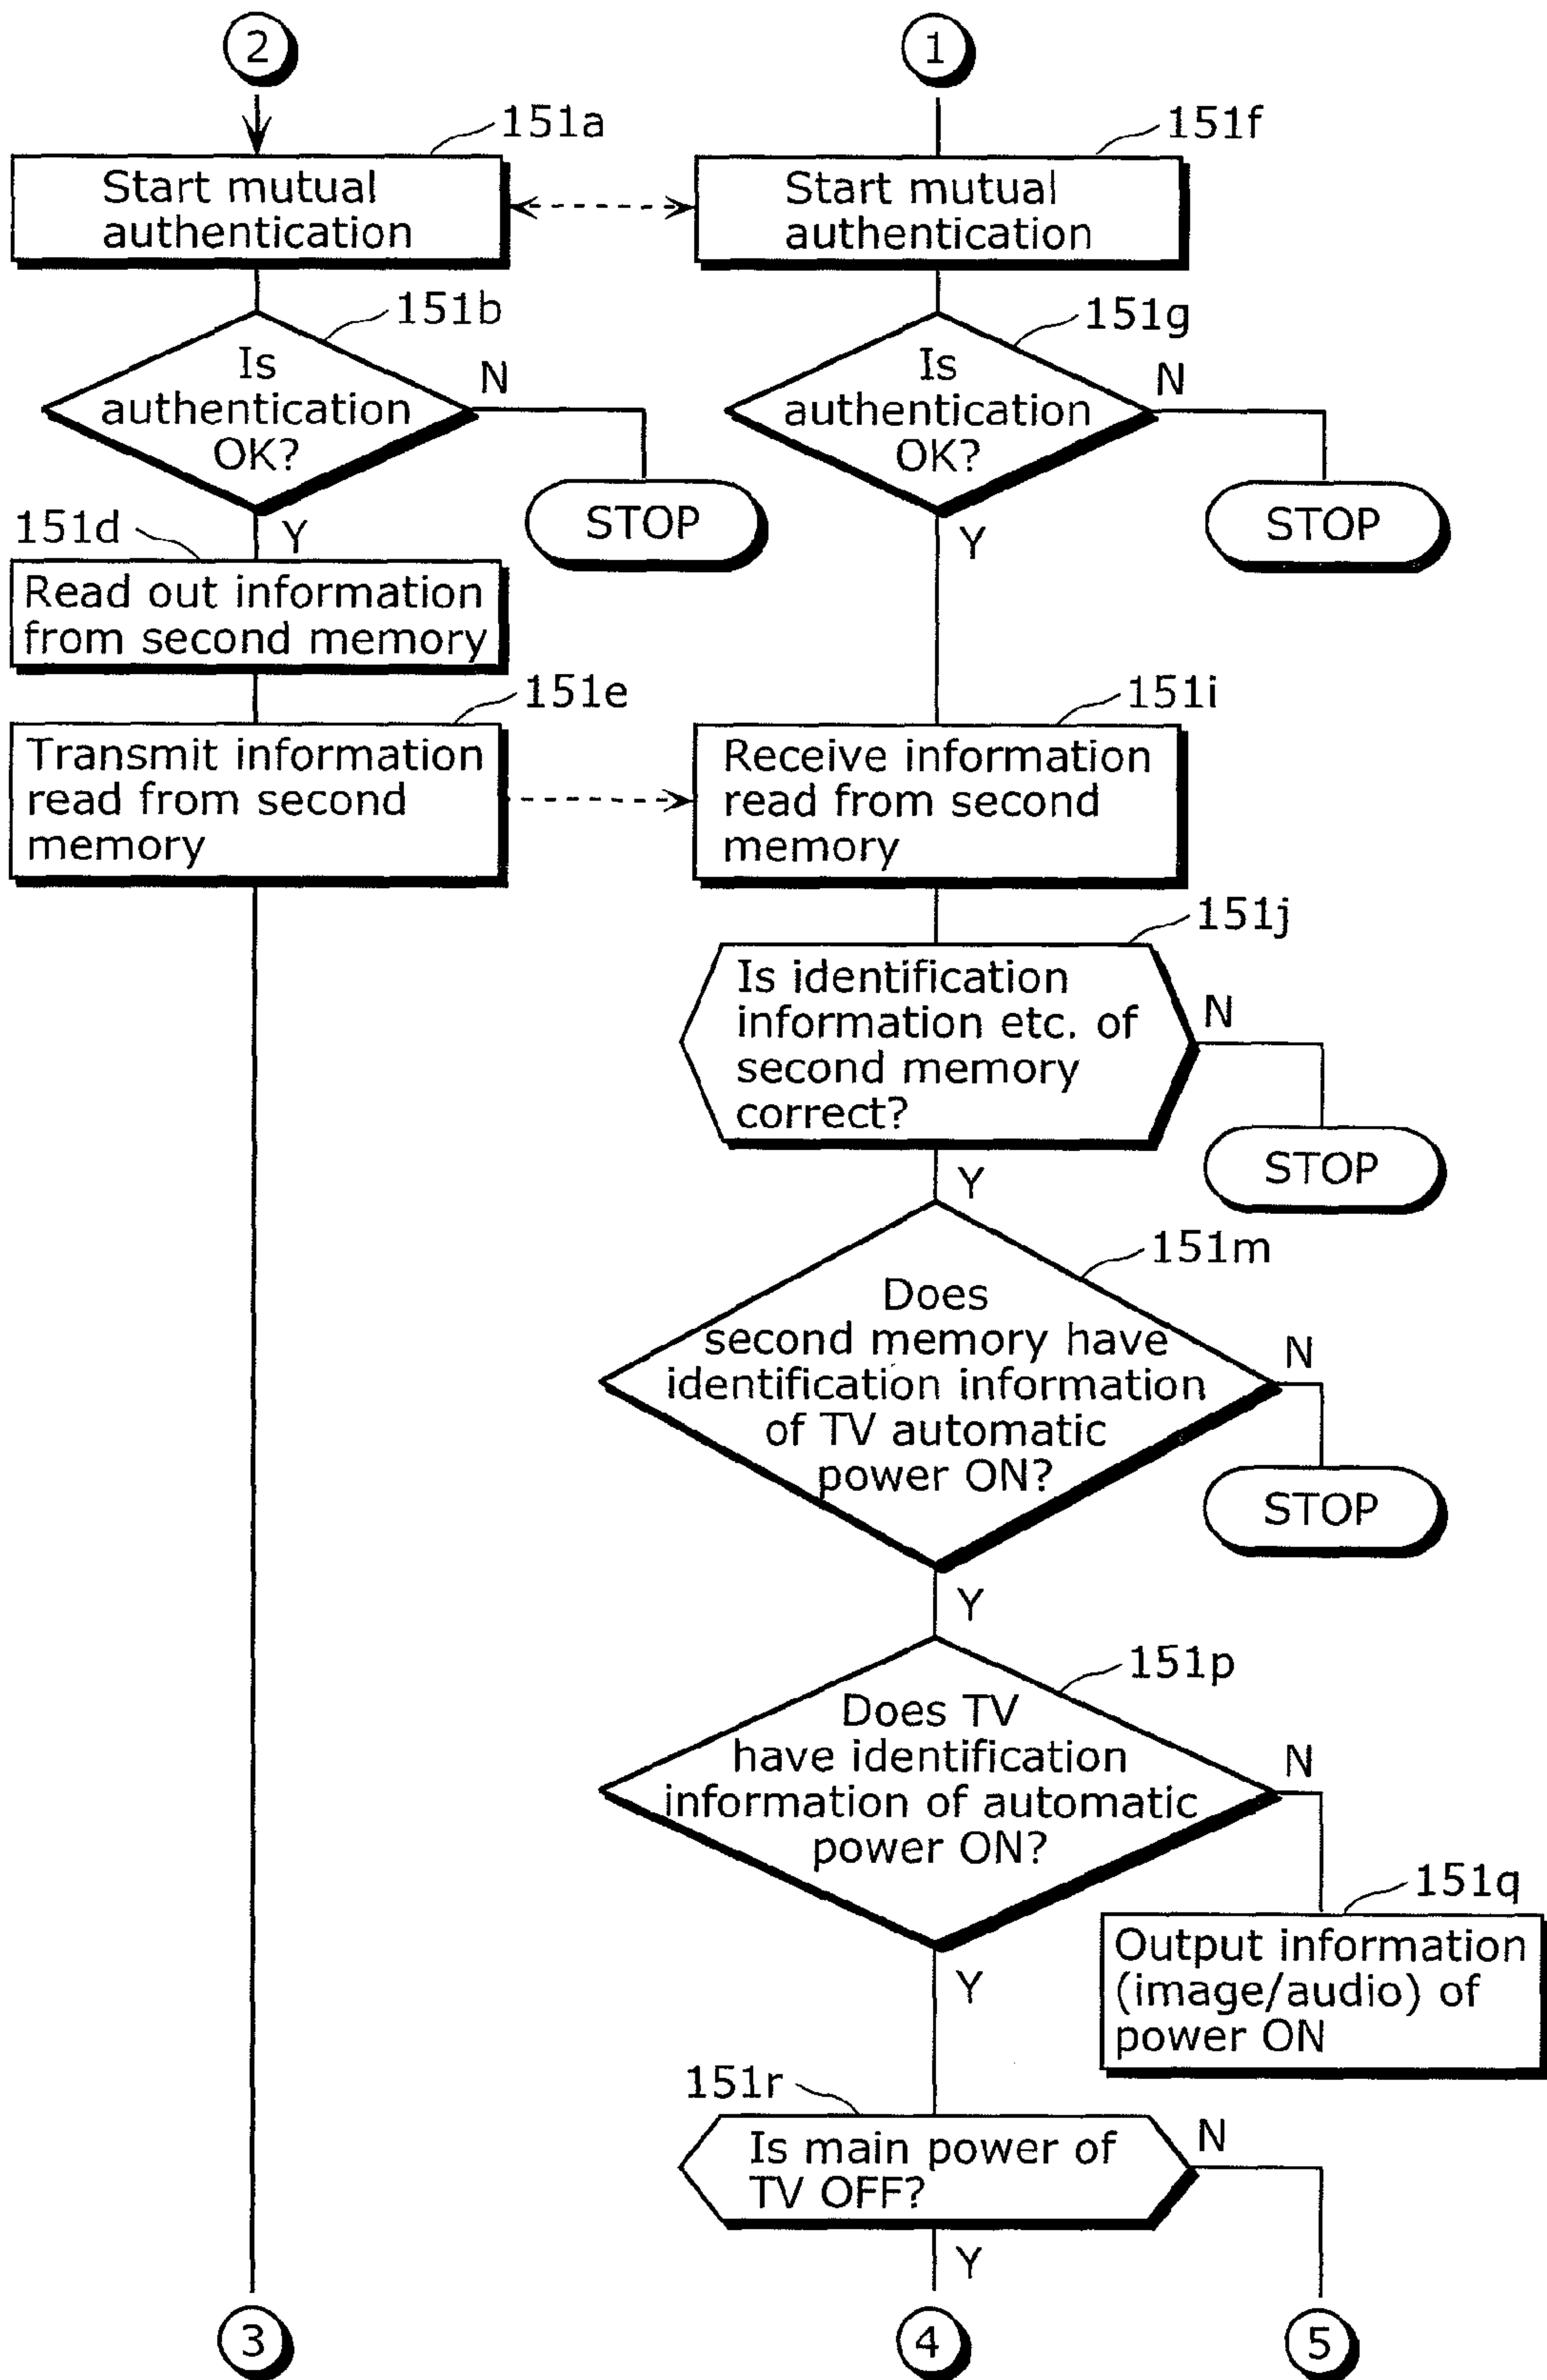 2
1
151a
151f
Start mutual
authentication
Start mutual
authentication
151b
151g
Is
authentication
OK?
N
Is
authentication
OK?
N
STOP
STOP
Y
Y
151d
Read out information
from second memory
151e
151i
Transmit information
read from second
memory
Receive information
read from second
memory
151j
Is identification
information etc. of
second memory
correct?
N
STOP
Y
151m
Does
second memory have
identification information
of TV automatic
power ON?
N
STOP
Y
151p
Does TV
have identification
information of automatic
power ON?
N
151q
Output information
(image/audio) of
power ON
Y
151r
Is main power of
TV OFF?
N
Y
3
4
5